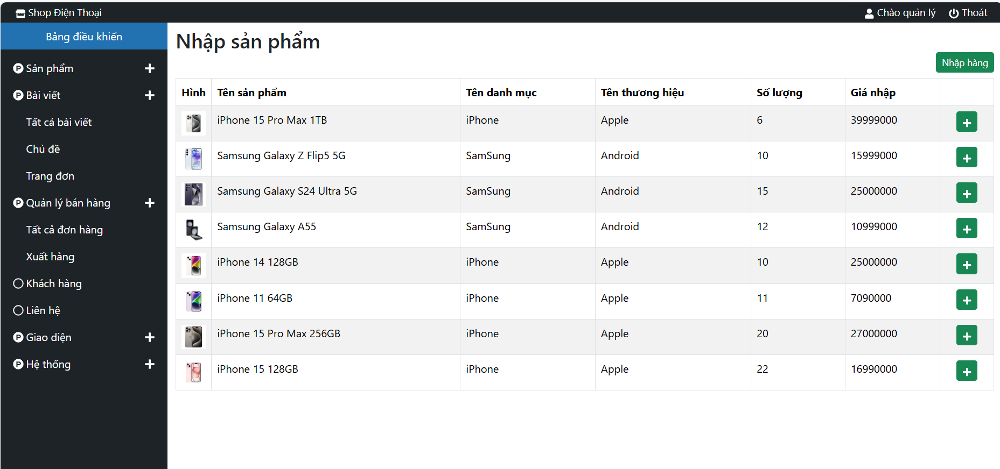 Shop Điện Thoại
Chào quản lý
Thoát
Bảng điều khiển
Sản phẩm
Bài viết
Tất cả bài viết
Chủ đề
Trang đơn
Quản lý bán hàng
Tất cả đơn hàng
Xuất hàng
Khách hàng
Liên hệ
Giao diện
Hệ thống
Nhập sản phẩm
Nhập hàng
Hình Tên sản phẩm Tên danh mục Tên thương hiệu Số lượng Giá nhập
iPhone 15 Pro Max 1TB iPhone Apple 6 39999000
Samsung Galaxy Z Flip5 5G SamSung Android 10 15999000
Samsung Galaxy S24 Ultra 5G SamSung Android 15 25000000
Samsung Galaxy A55 SamSung Android 12 10999000
iPhone 14 128GB iPhone Apple 10 25000000
iPhone 11 64GB iPhone Apple 11 7090000
iPhone 15 Pro Max 256GB iPhone Apple 20 27000000
iPhone 15 128GB iPhone Apple 22 16990000